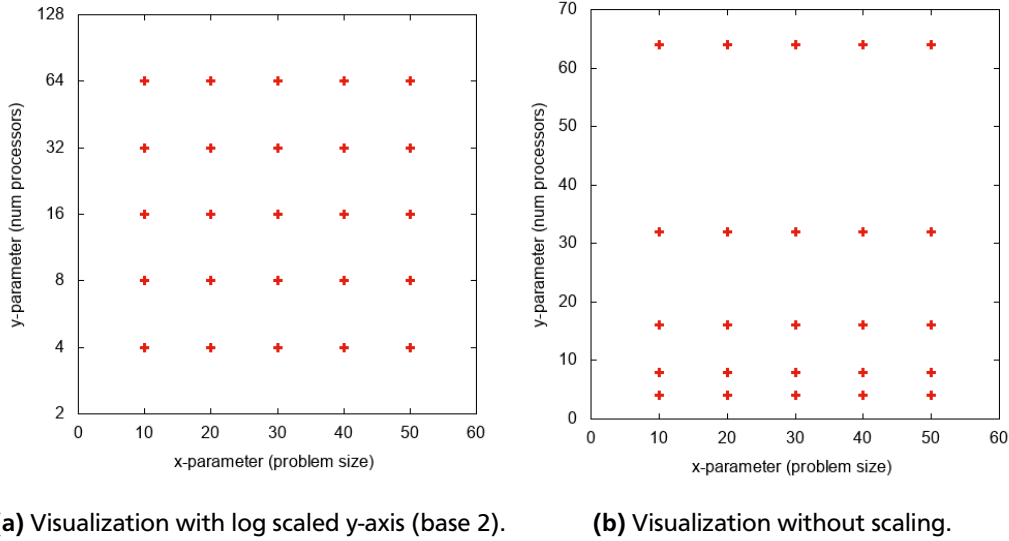 128
64
32
16
8
4
2
0 10 20 30 40 50 60
y-parameter (num processors)
x-parameter (problem size)
(a) Visualization with log scaled y-axis (base 2).
70
60
50
40
30
20
10
0
0 10 20 30 40 50 60
y-parameter (num processors)
x-parameter (problem size)
(b) Visualization without scaling.